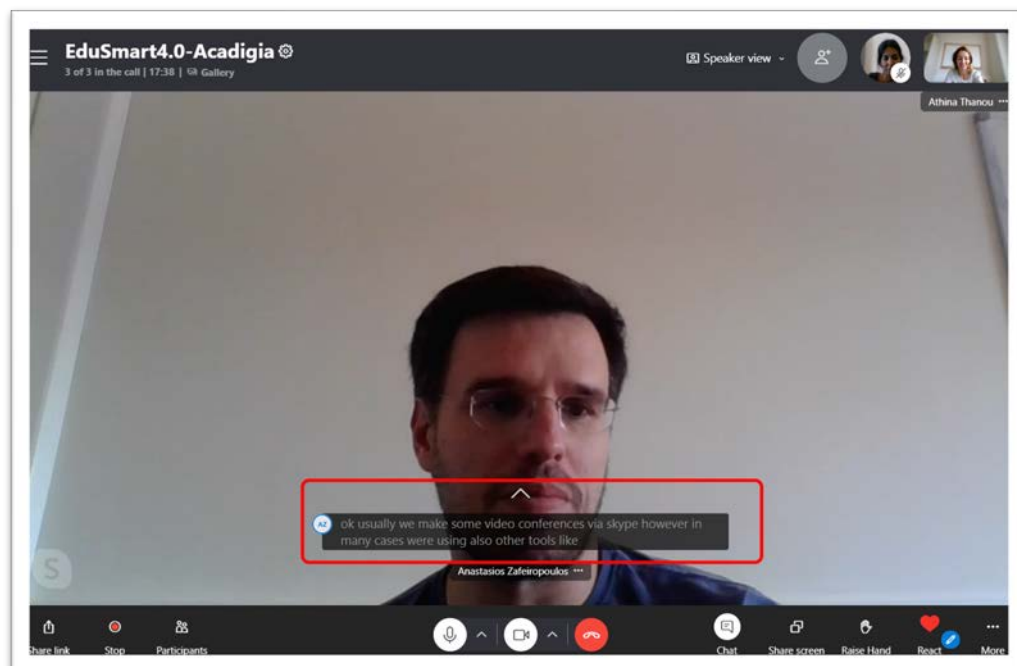 EduSmart4.0-Acadigia
3 of 3 in the call | 17:38 | Gallery
Speaker view
Athina Thanou ...
AZ
ok usually we make some video conferences via skype however in
many cases were using also other tools like
S
Anastasios Zafeiropoulos ...
Share link
Stop
Participants
Chat
Share screen
Raise Hand
React
More